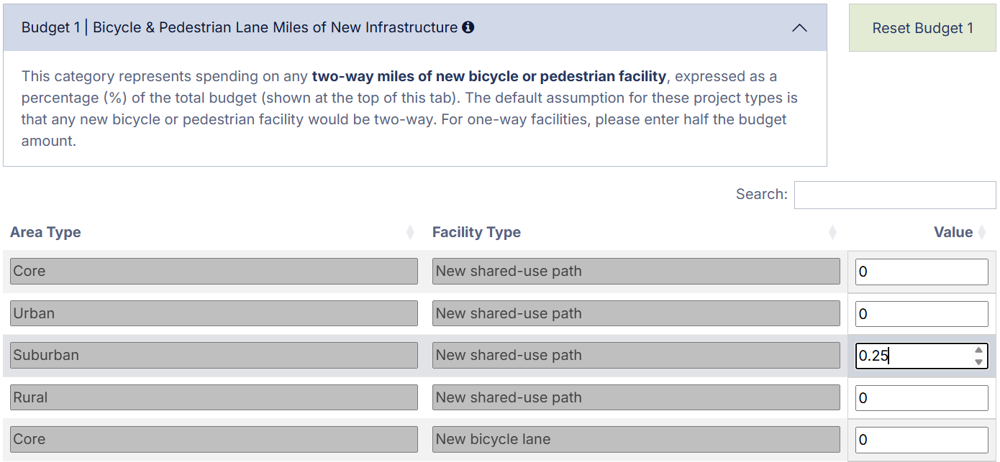 Budget 1 | Bicycle & Pedestrian Lane Miles of New Infrastructure
Reset Budget 1
This category represents spending on any two-way miles of new bicycle or pedestrian facility, expressed as a
percentage (%) of the total budget (shown at the top of this tab). The default assumption for these project types is
that any new bicycle or pedestrian facility would be two-way. For one-way facilities, please enter half the budget
amount.
Search:
Area Type Facility Type Value
Core New shared-use path 0
Urban New shared-use path 0
Suburban New shared-use path 0.25
Rural New shared-use path 0
Core New bicycle lane 0